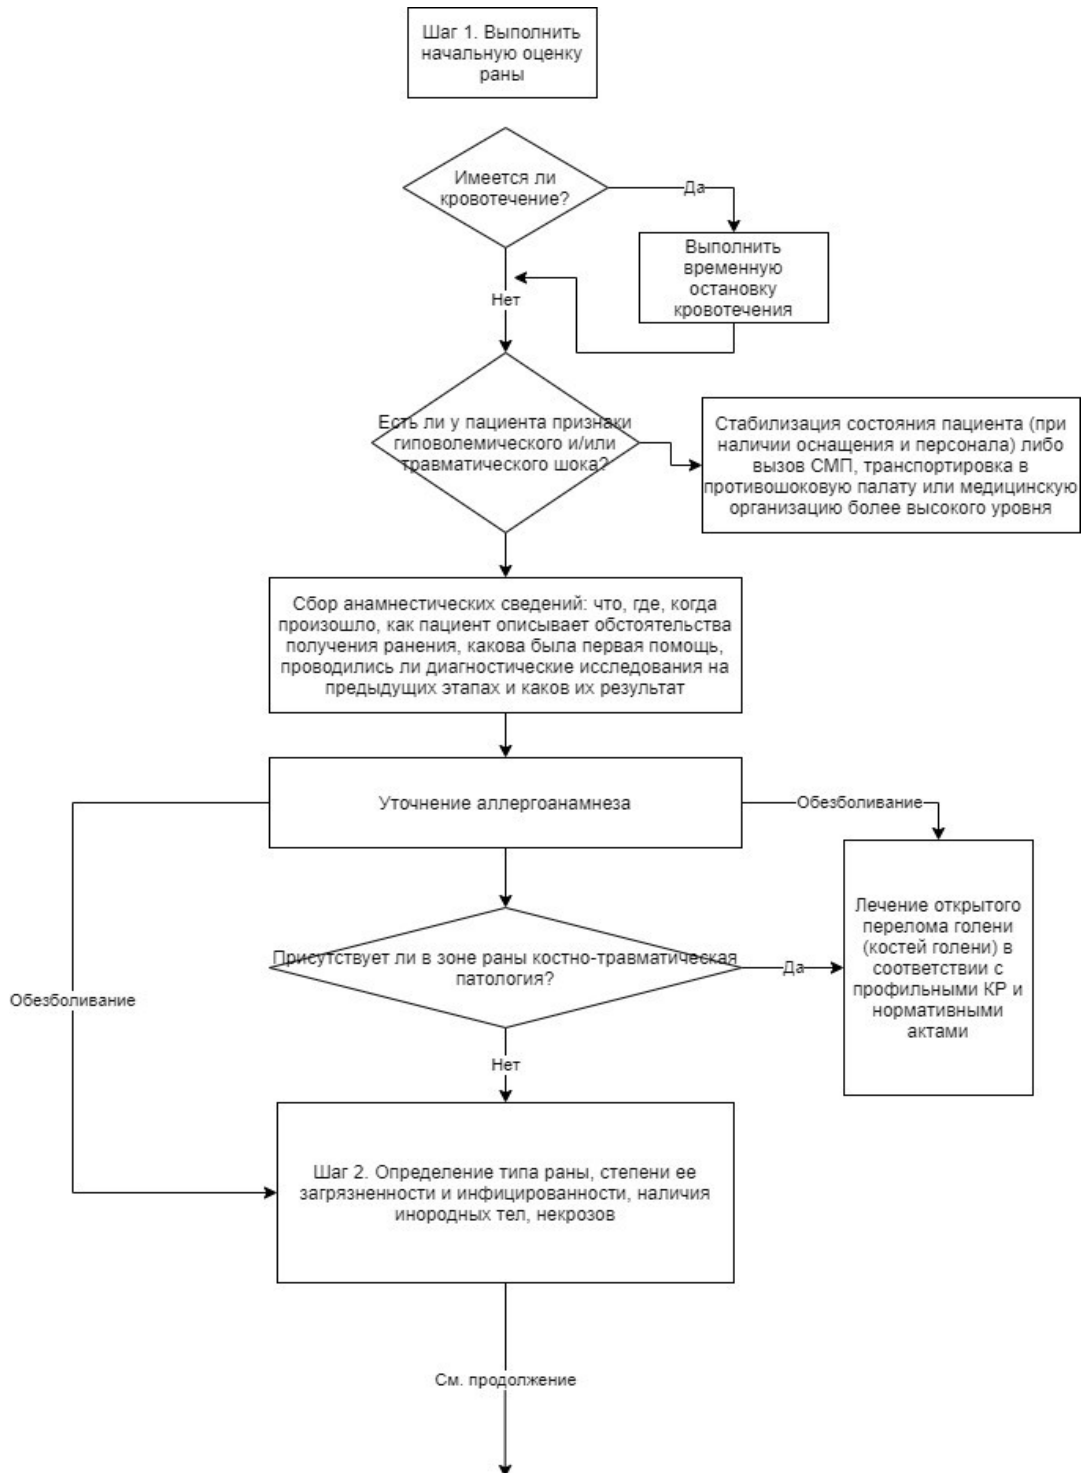 Шаг 1. Выполнить
начальную оценку
раны
Имеется ли
кровотечение?
Да
Выполнить
временную
остановку
кровотечения
Нет
Есть ли у пациента признаки
гиповолемического и/или
травматического шока?
Стабилизация состояния пациента (при
наличии оснащения и персонала) либо
вызов СМП, транспортировка в
противошоковую палату или медицинскую
организацию более высокого уровня
Сбор анамнестических сведений: что, где, когда
произошло, как пациент описывает обстоятельства
получения ранения, какова была первая помощь,
проводились ли диагностические исследования на
предыдущих этапах и каков их результат
Уточнение аллергоанамнеза
Обезболивание
Лечение открытого
перелома голени
(костей голени) в
соответствии с
профильными КР и
нормативными
актами
Присутствует ли в зоне раны костно-травматическая
патология?
Да
Обезболивание
Нет
Шаг 2. Определение типа раны, степени ее
загрязненности и инфицированности, наличия
инородных тел, некрозов
См. продолжение